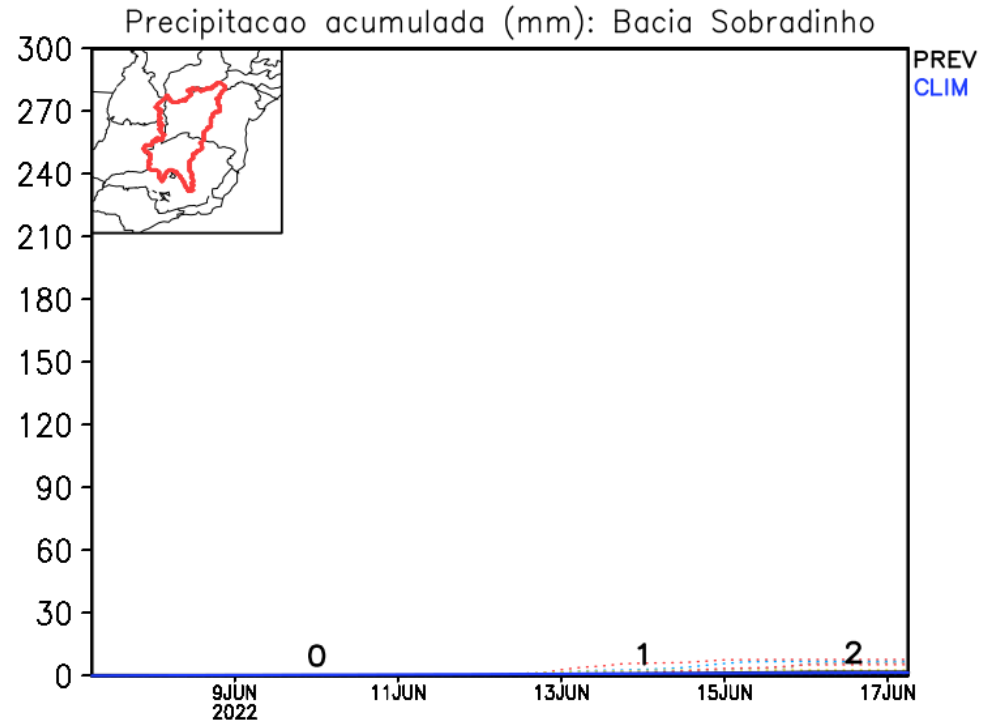 Precipitacao acumulada (mm): Bacia Sobradinho
PREV
CLIM
300
270
240
210
180
150
120
90
60
30
0
0
1
2
9JUN
2022
11JUN
13JUN
15JUN
17JUN